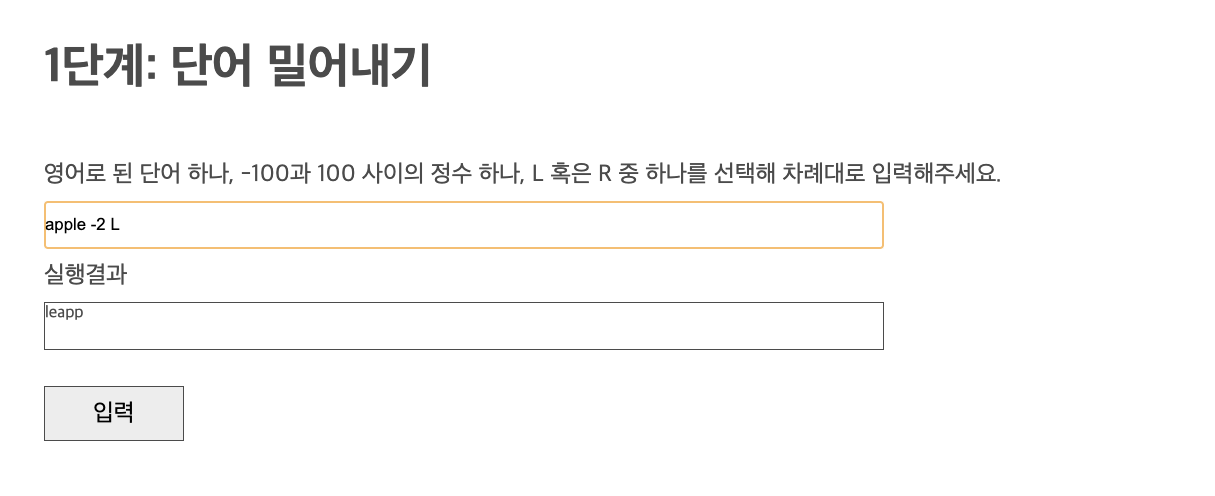 1단계: 단어 밀어내기
영어로 된 단어 하나, -100과 100 사이의 정수 하나, L 혹은 R 중 하나를 선택해 차례대로 입력해주세요.
apple -2 L
실행결과
leapp
입력